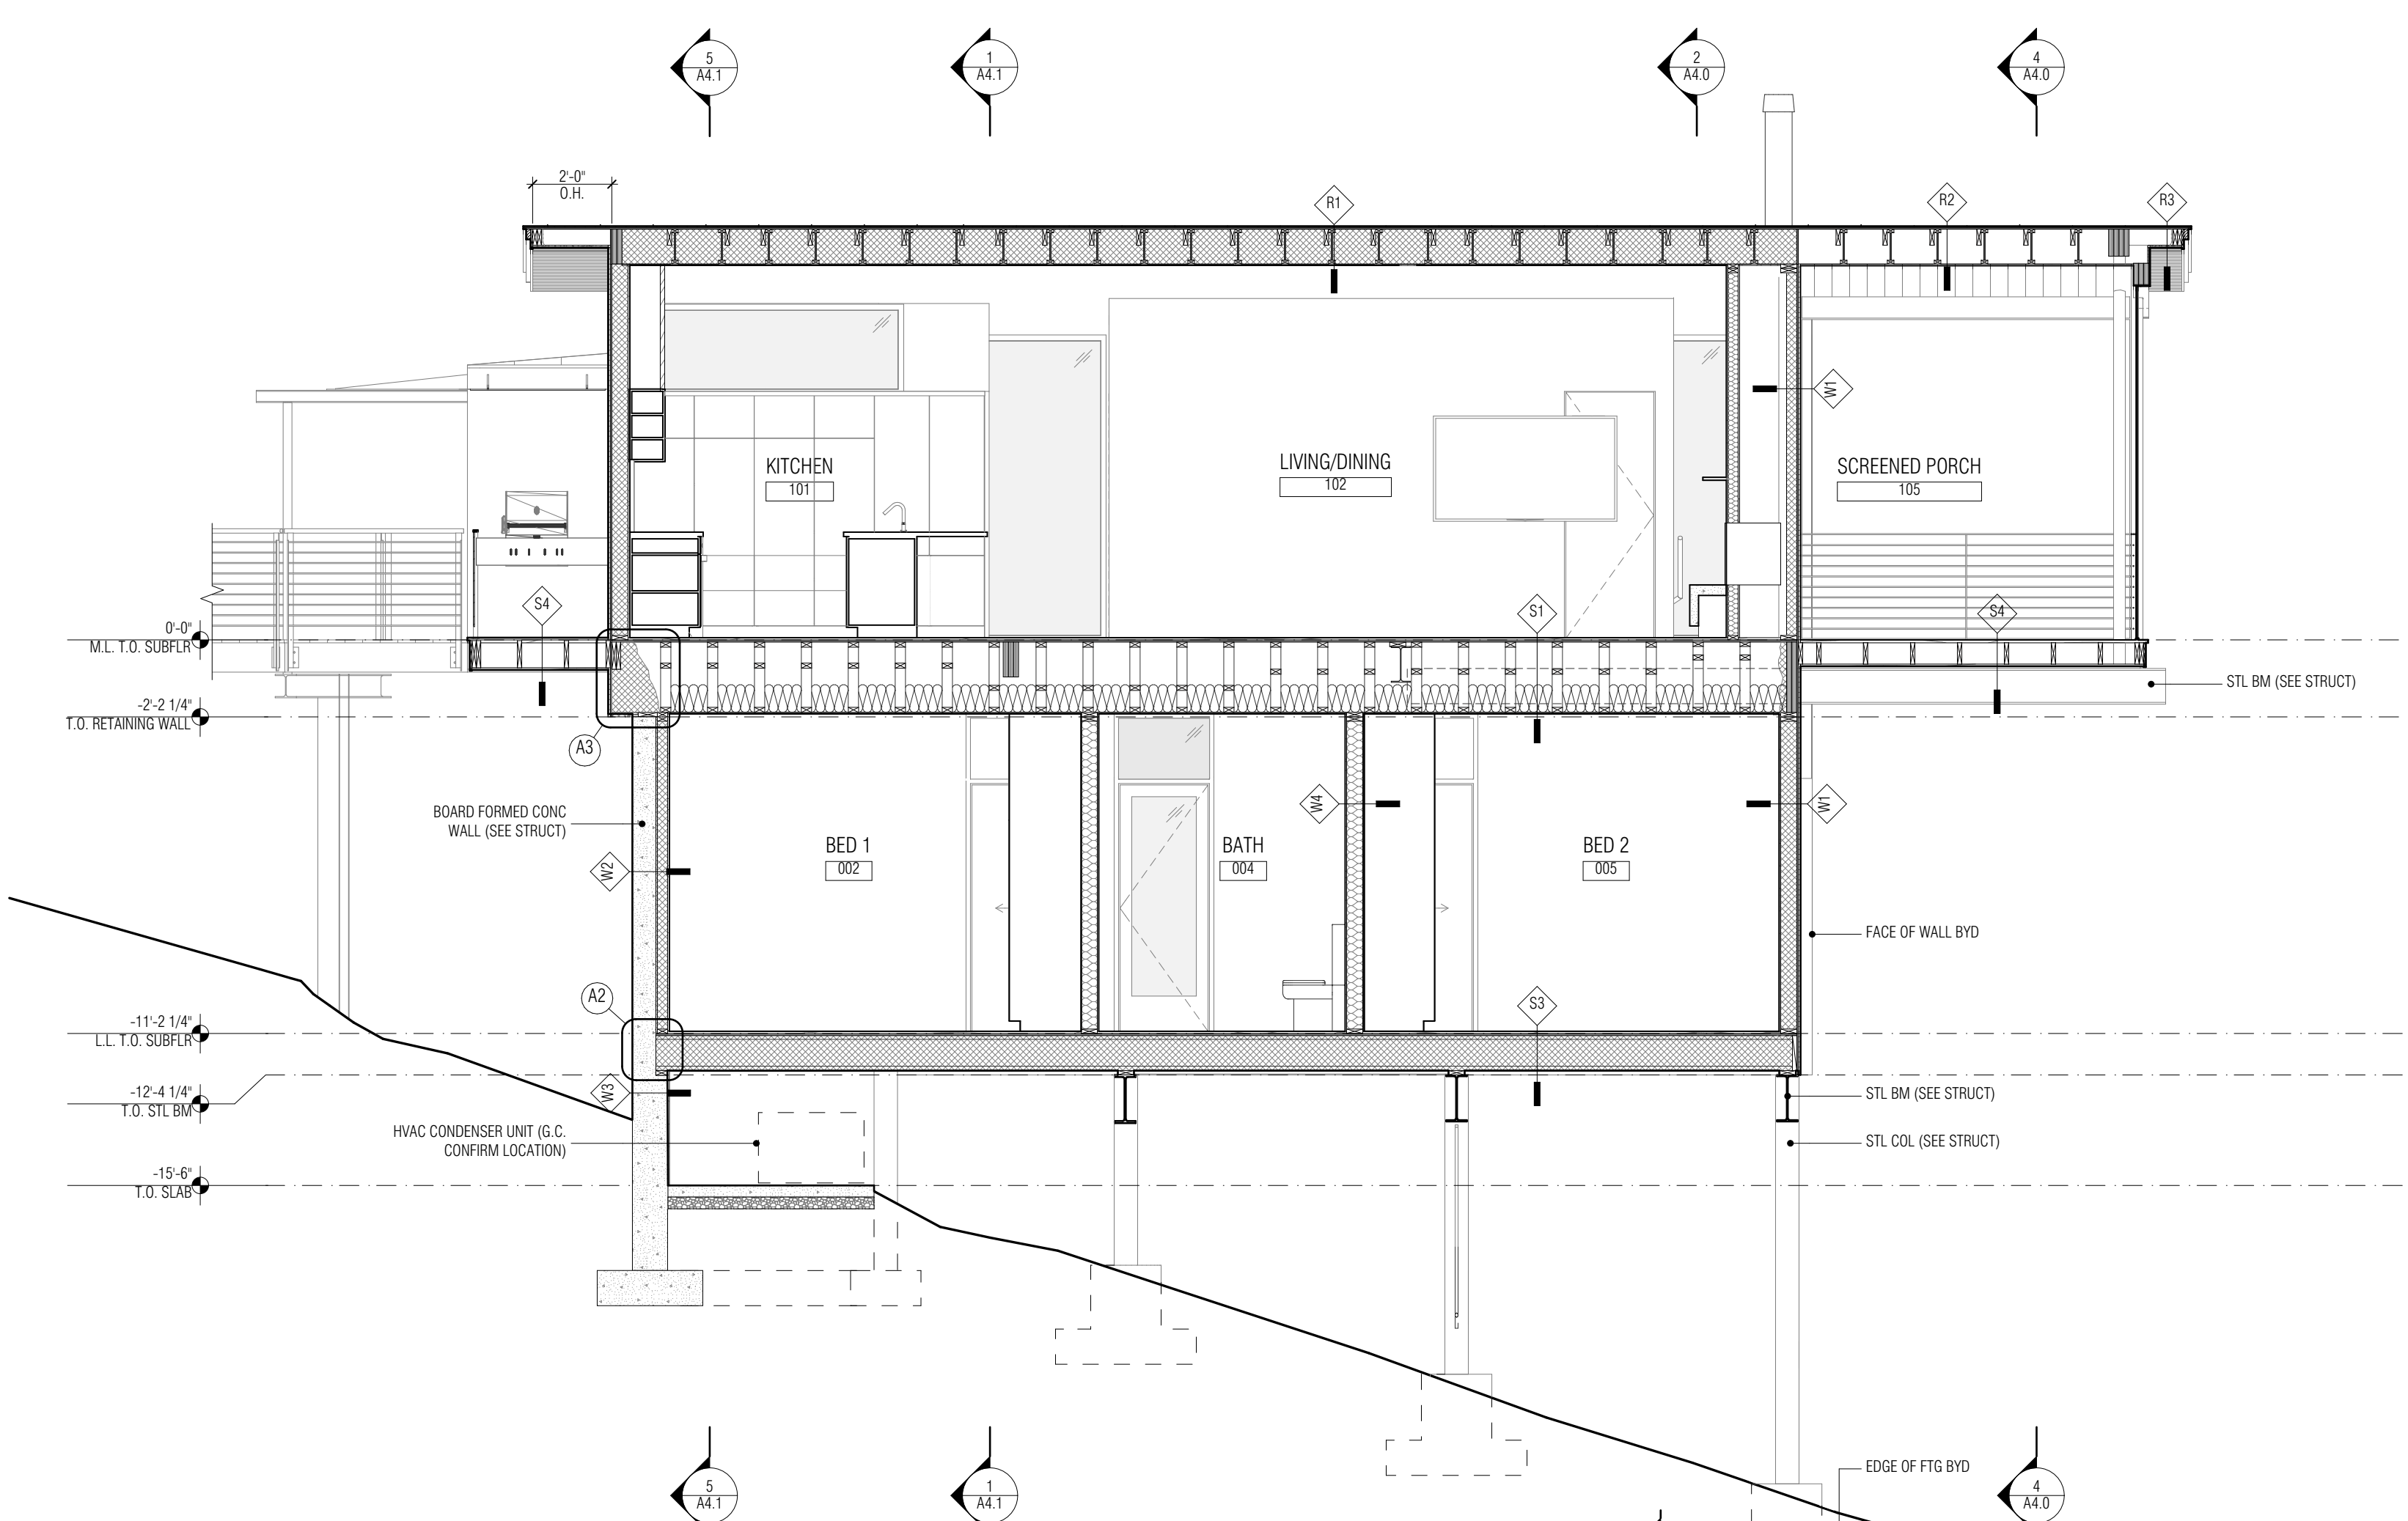 5
A4.1
1
A4.1
2
A4.0
4
A4.0
2'-0"
O.H.
R1
R2
R3
W1
KITCHEN
101
LIVING/DINING
102
SCREENED PORCH
105
S4
S1
S4
0'-0"
M.L. T.O. SUBFLR
STL BM (SEE STRUCT)
-2'-2 1/4"
T.O. RETAINING WALL
A3
BOARD FORMED CONC
WALL (SEE STRUCT)
W4
W1
BED 1
002
BATH
004
BED 2
005
W2
FACE OF WALL BYD
A2
S3
-11'-2 1/4"
L.L. T.O. SUBFLR
-12'-4 1/4"
T.O. STL BM
W3
STL BM (SEE STRUCT)
HVAC CONDENSER UNIT (G.C.
CONFIRM LOCATION)
STL COL (SEE STRUCT)
-15'-6"
T.O. SLAB
EDGE OF FTG BYD
5
A4.1
1
A4.1
4
A4.0